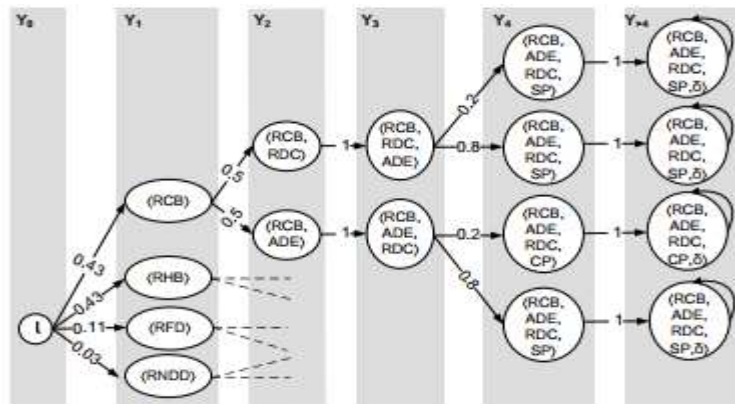 Y0 Y1 Y2 Y3 Y4 Y>4
ι
0.43
0.43
0.11
0.03
⟨RCB⟩
⟨RHB⟩
⟨RFD⟩
⟨RNDD⟩
0.5
0.5
⟨RCB,
RDC⟩
⟨RCB,
ADE⟩
1
1
⟨RCB,
RDC,
ADE⟩
⟨RCB,
ADE,
RDC⟩
0.2
0.8
0.2
0.8
⟨RCB,
ADE,
RDC,
SP⟩
⟨RCB,
ADE,
RDC,
SP⟩
⟨RCB,
ADE,
RDC,
CP⟩
⟨RCB,
ADE,
RDC,
SP⟩
1
1
1
1
⟨RCB,
ADE,
RDC,
SP,δ⟩
⟨RCB,
ADE,
RDC,
SP,δ⟩
⟨RCB,
ADE,
RDC,
CP,δ⟩
⟨RCB,
ADE,
RDC,
SP,δ⟩